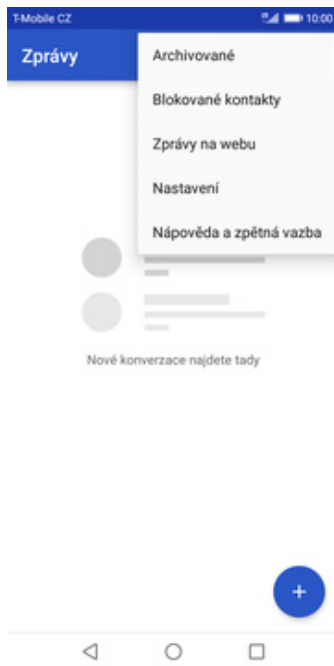 T-Mobile CZ
10:00
Zprávy
Archivované
Blokované kontakty
Zprávy na webu
Nastavení
Nápověda a zpětná vazba
Nové konverzace najdete tady